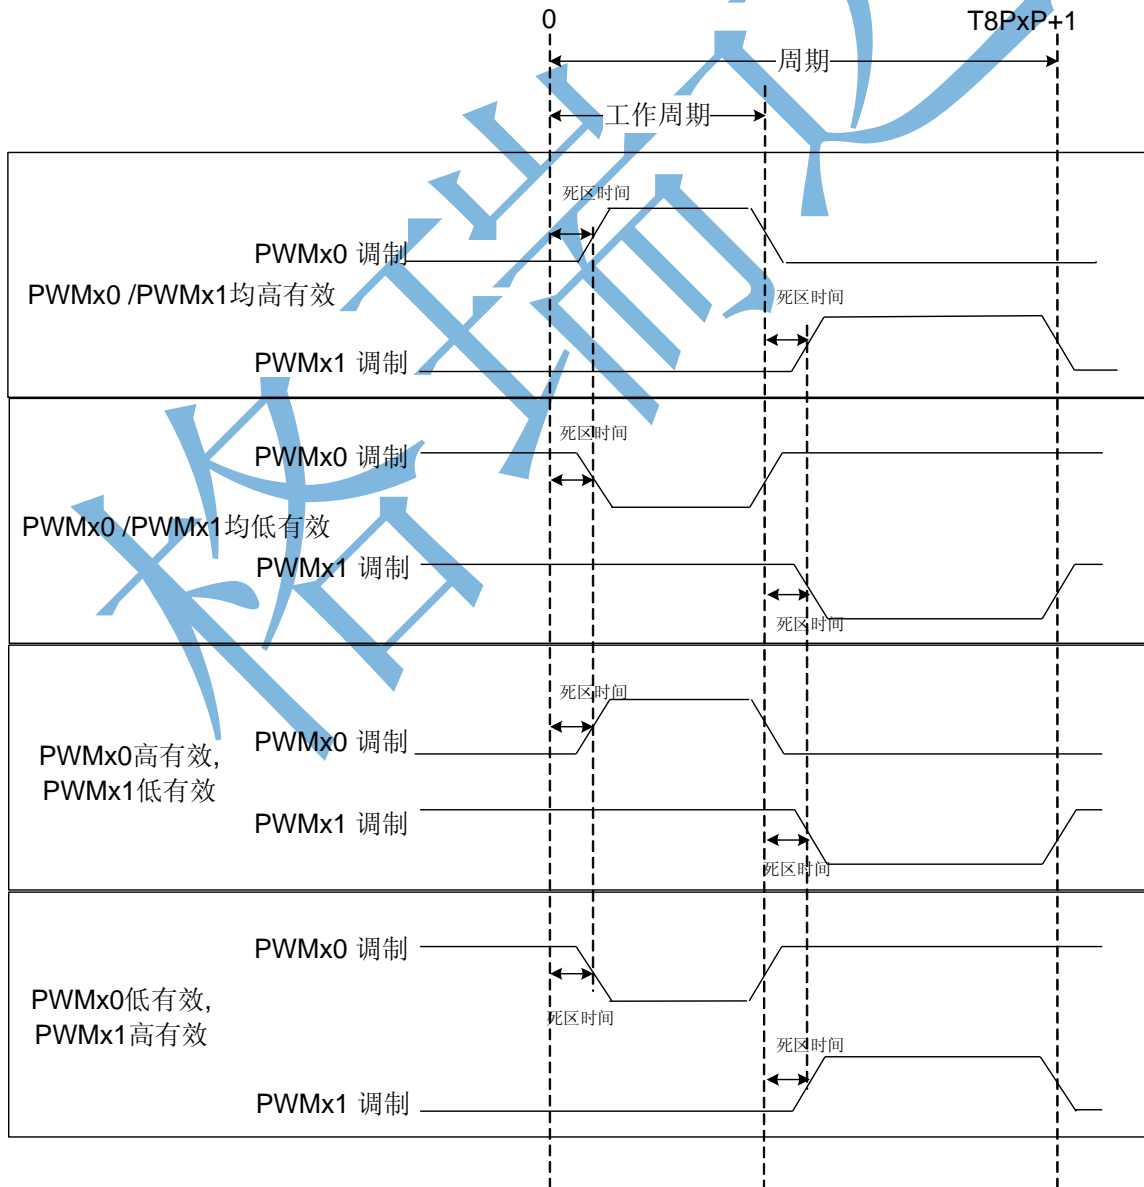 0
T8PxP+1
周期
工作周期
死区时间
PWMx0 调制
PWMx0 /PWMx1均高有效
死区时间
PWMx1 调制
死区时间
PWMx0 调制
PWMx0 /PWMx1均低有效
PWMx1 调制
死区时间
死区时间
PWMx0 调制
PWMx0高有效,
PWMx1低有效
PWMx1 调制
死区时间
PWMx0 调制
PWMx0低有效,
PWMx1高有效
死区时间
死区时间
PWMx1 调制
格瑞